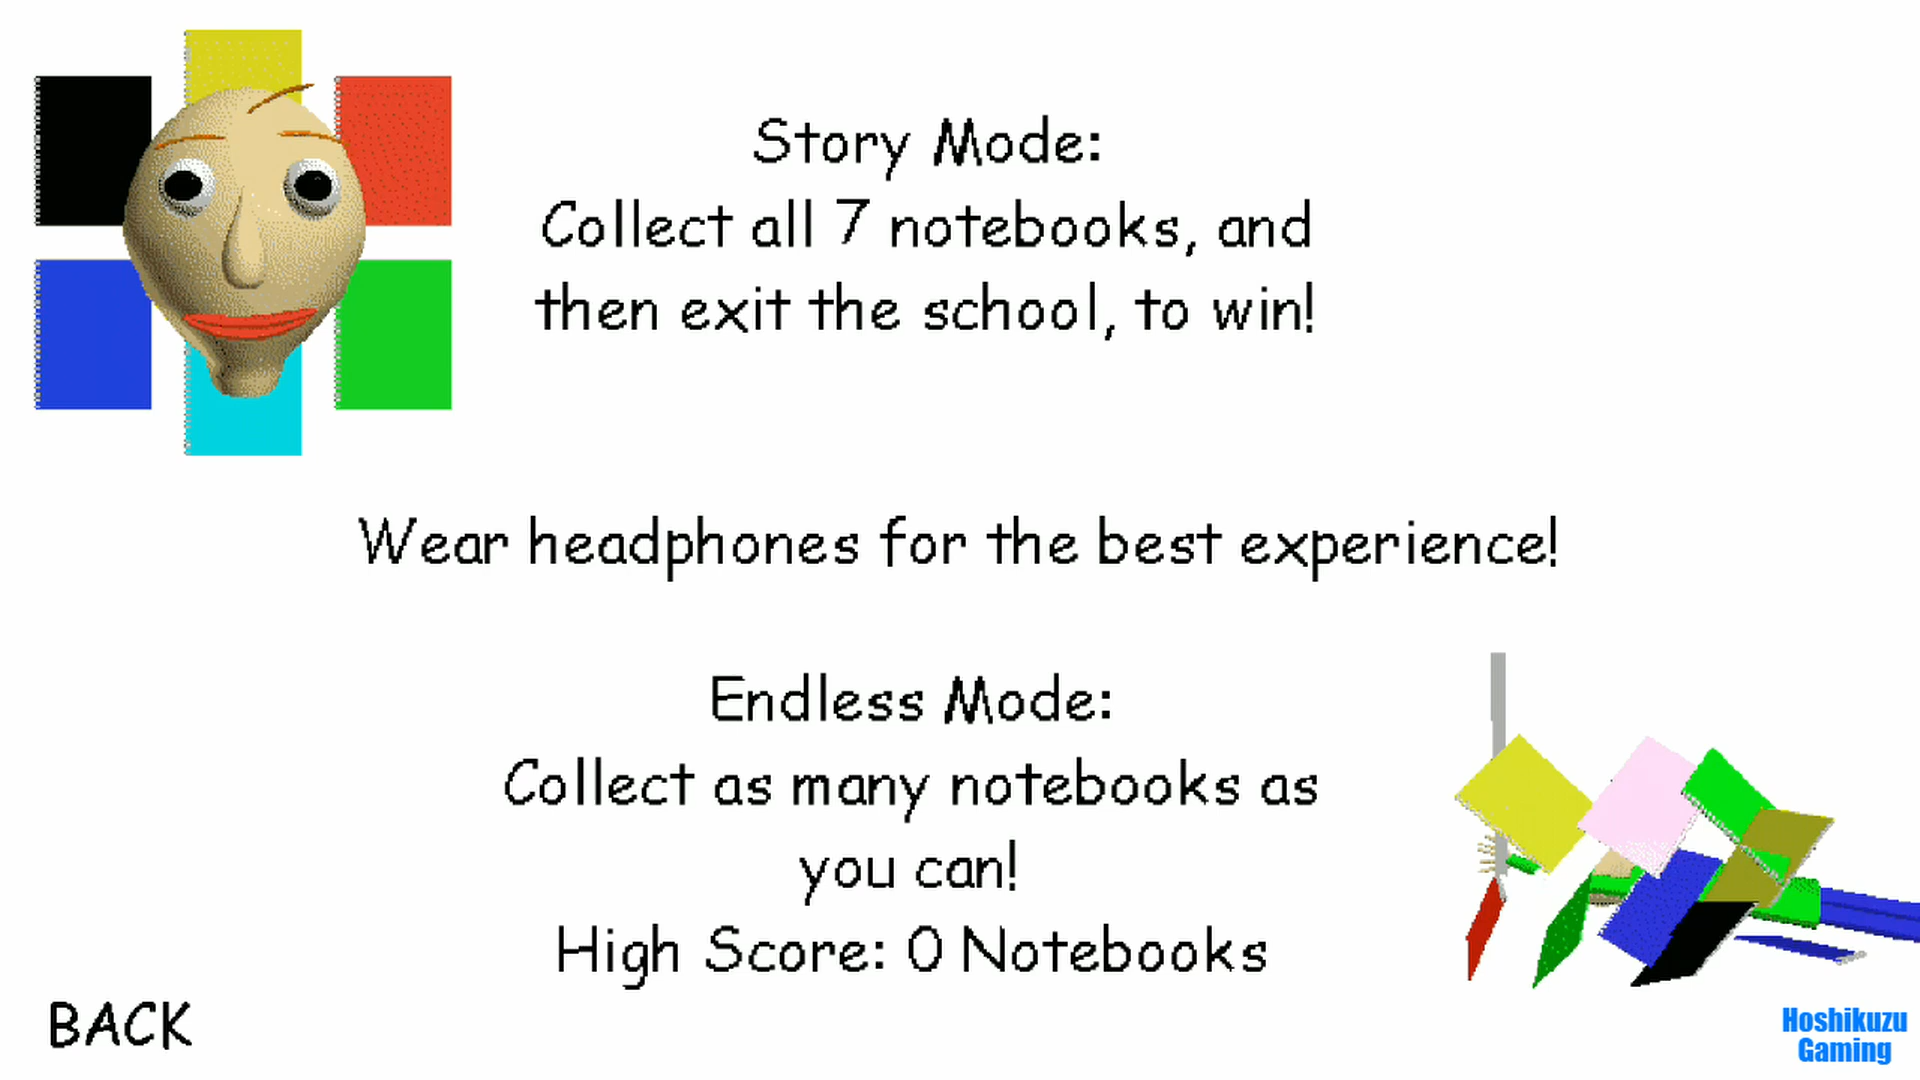 Story Mode:
Collect all 7 notebooks, and
then exit the school, to win!
Wear headphones for the best experience!
Endless Mode:
Collect as many notebooks as
you can!
High Score: 0 Notebooks
BACK
Hoshikuzu
Gaming